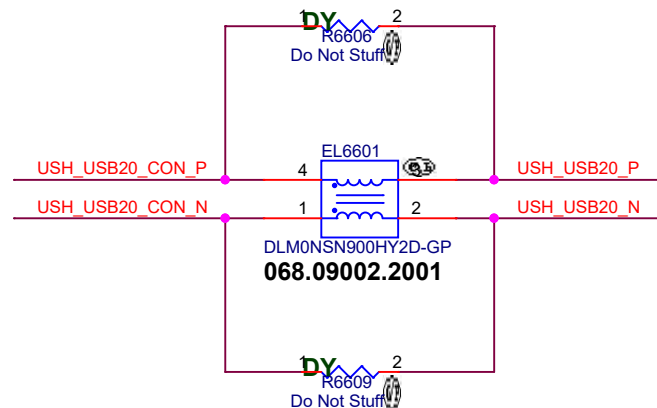 1 DY 2
R6606
Do Not Stuff
EL6601
USH_USB20_CON_P 4 USH_USB20_P
USH_USB20_CON_N 1 2 USH_USB20_N
DLM0NSN900HY2D-GP
068.09002.2001
1 DY 2
R6609
Do Not Stuff